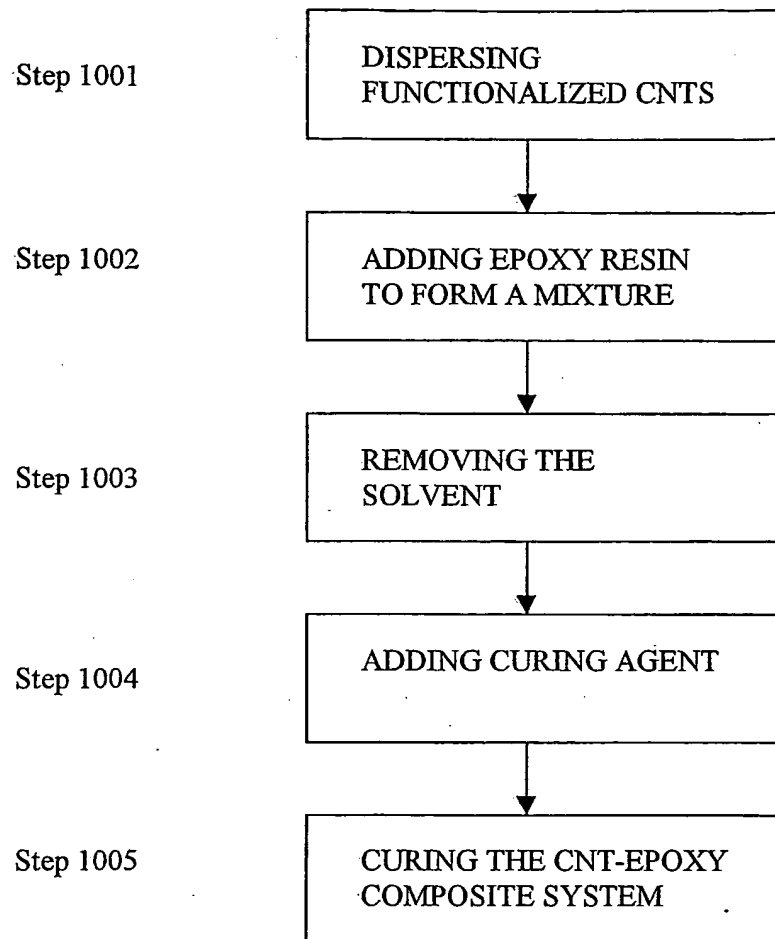 Step 1001
DISPERSING
FUNCTIONALIZED CNTS
Step 1002
ADDING EPOXY RESIN
TO FORM A MIXTURE
Step 1003
REMOVING THE
SOLVENT
Step 1004
ADDING CURING AGENT
Step 1005
CURING THE CNT-EPOXY
COMPOSITE SYSTEM